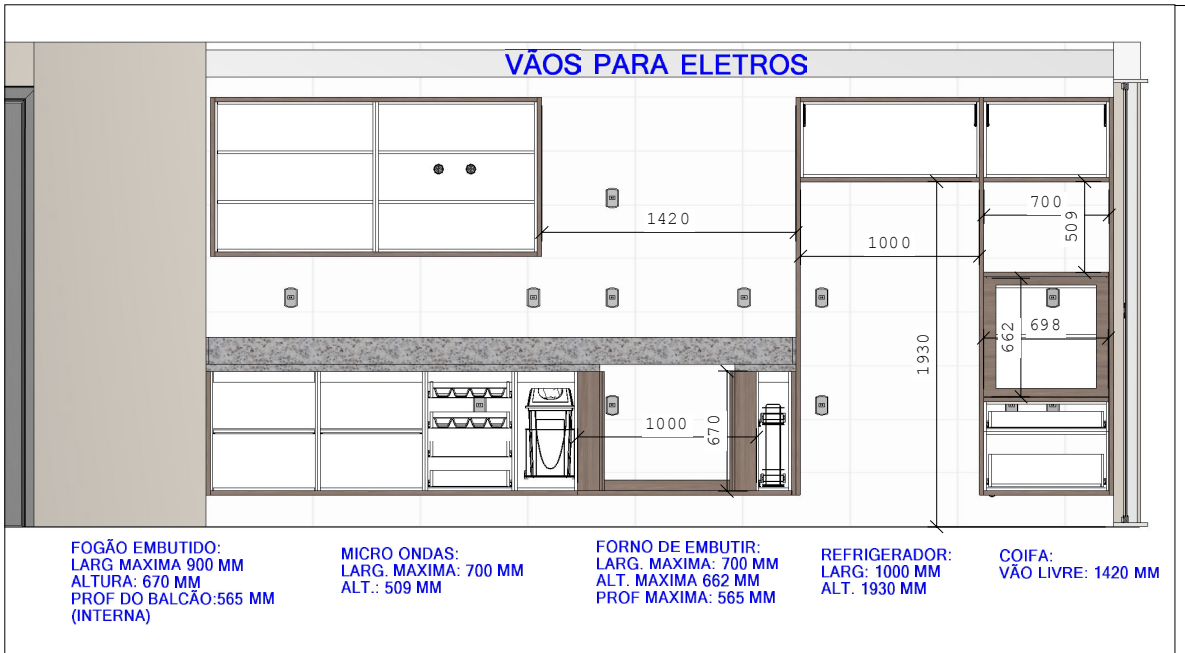 VÃOS PARA ELETROS
1420
1000
700
509
1930
662
698
1000
670
FOGÃO EMBUTIDO:
LARG MAXIMA 900 MM
ALTURA: 670 MM
PROF DO BALCÃO:565 MM
(INTERNA)
MICRO ONDAS:
LARG. MAXIMA: 700 MM
ALT.: 509 MM
FORNO DE EMBUTIR:
LARG. MAXIMA: 700 MM
ALT. MAXIMA 662 MM
PROF MAXIMA: 565 MM
REFRIGERADOR:
LARG: 1000 MM
ALT. 1930 MM
COIFA:
VÃO LIVRE: 1420 MM